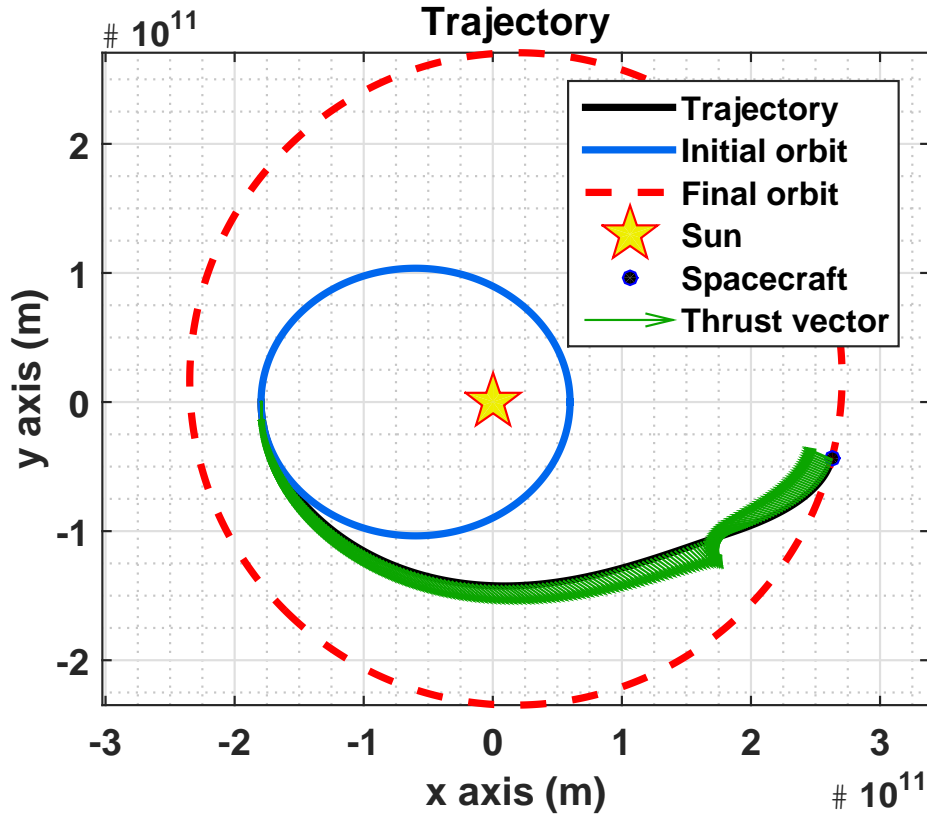 # 10^11
Trajectory
Trajectory
Initial orbit
Final orbit
Sun
Spacecraft
Thrust vector
2
1
0
-1
-2
y axis (m)
-3 -2 -1 0 1 2 3
x axis (m)
# 10^11